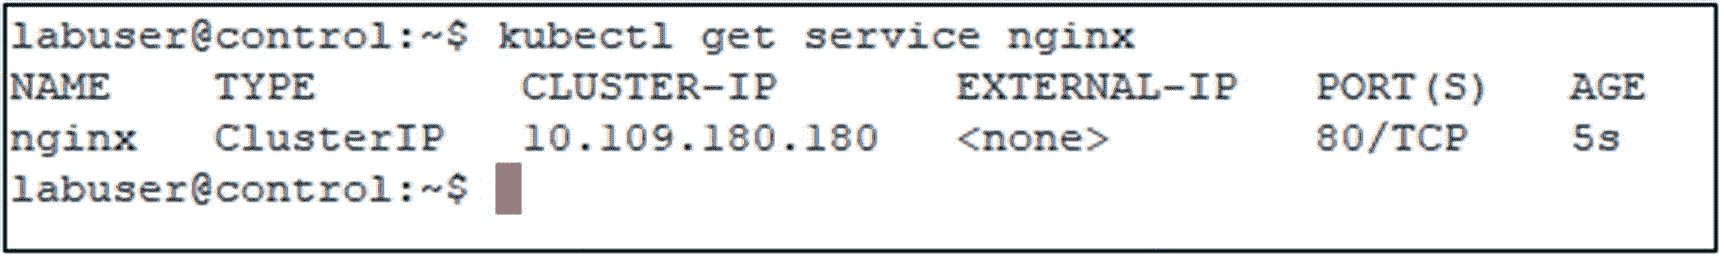 labuser@control:~$ kubectl get service nginx
NAME TYPE CLUSTER-IP EXTERNAL-IP PORT(S) AGE
nginx ClusterIP 10.109.180.180 <none> 80/TCP 5s
labuser@control:~$